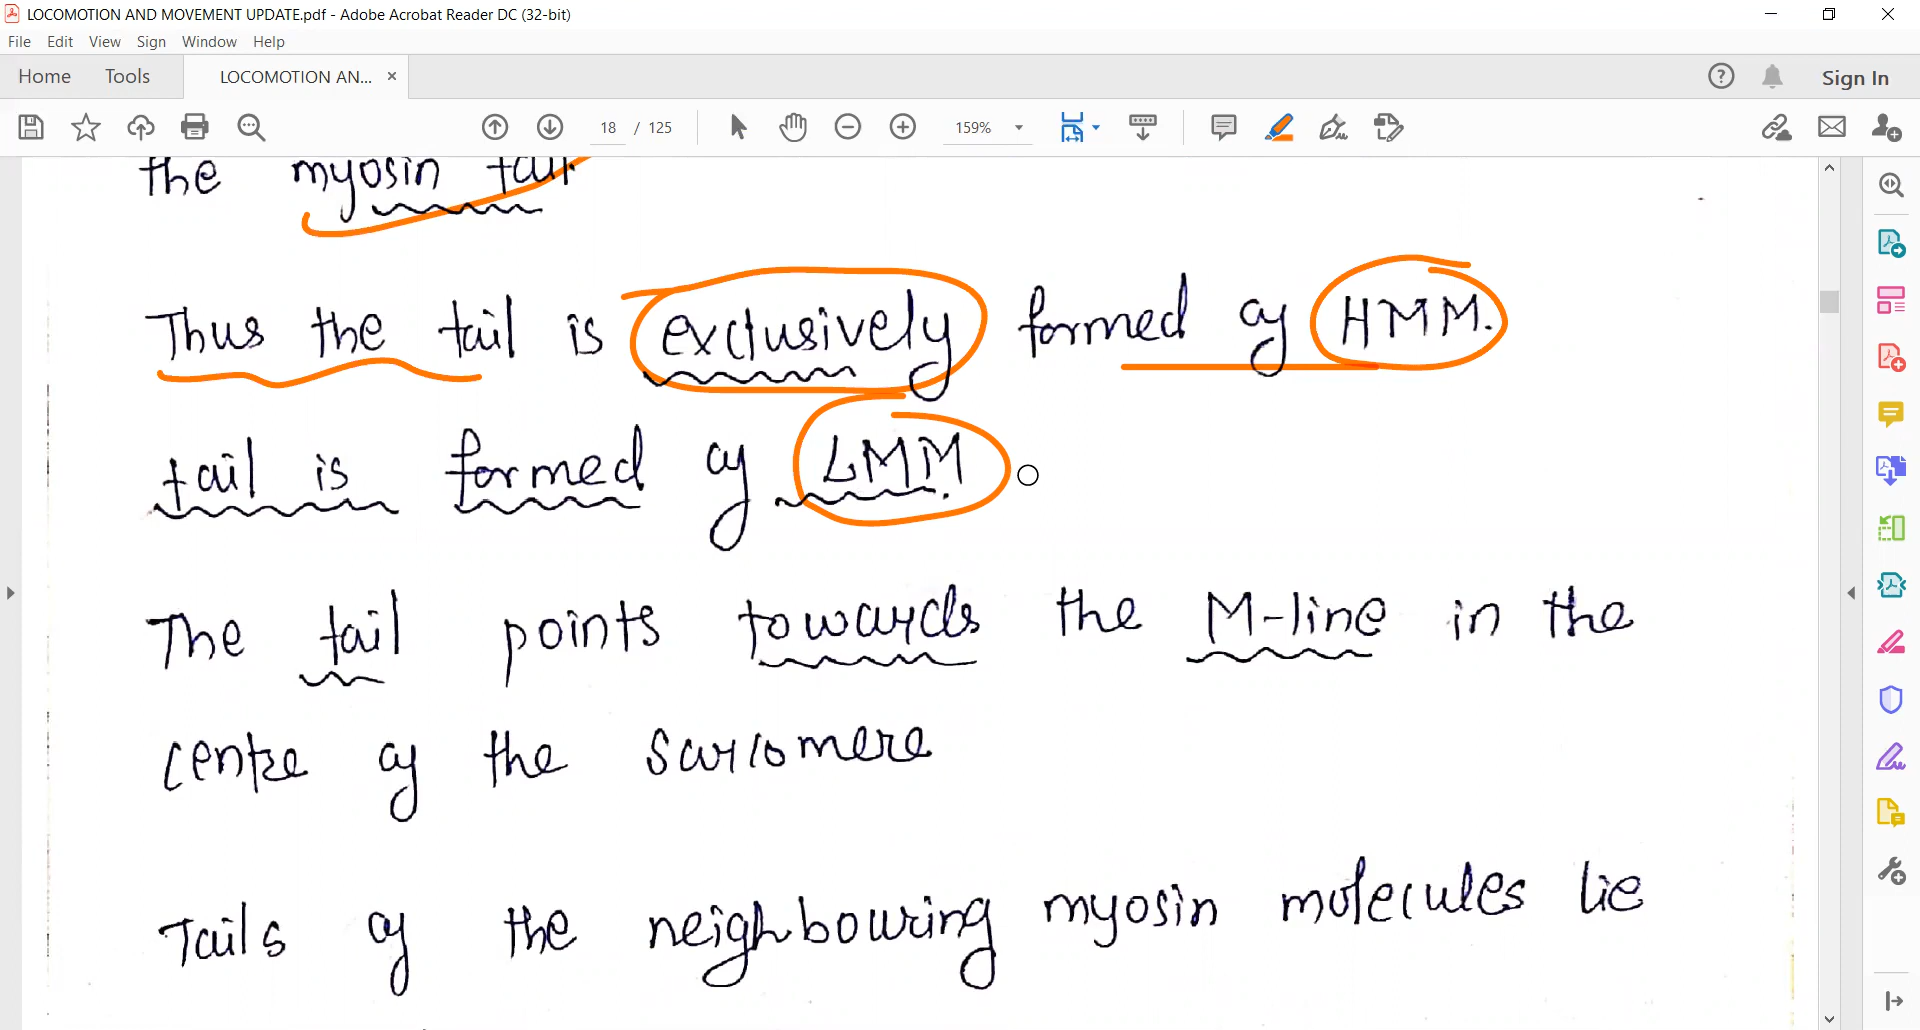 LOCOMOTION AND MOVEMENT UPDATE.pdf - Adobe Acrobat Reader DC (32-bit)
File Edit View Sign Window Help
Home Tools LOCOMOTION AN... × Sign In
18 / 125 159%
the myosin tail
Thus the tail is exclusively formed of HMM.
tail is formed of LMM.
The tail points towards the M-line in the
centre of the sarcomere
Tails of the neighbouring myosin molecules lie